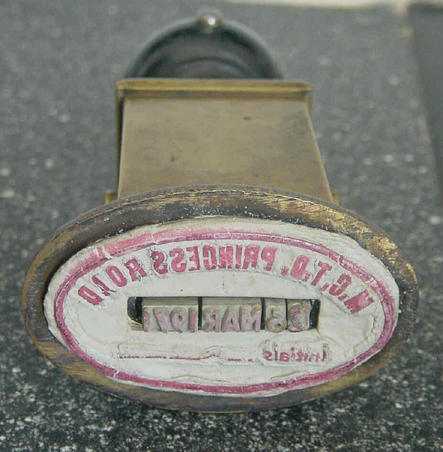 M.C.T.D. PRINCESS ROAD
MAR 1971
Initials